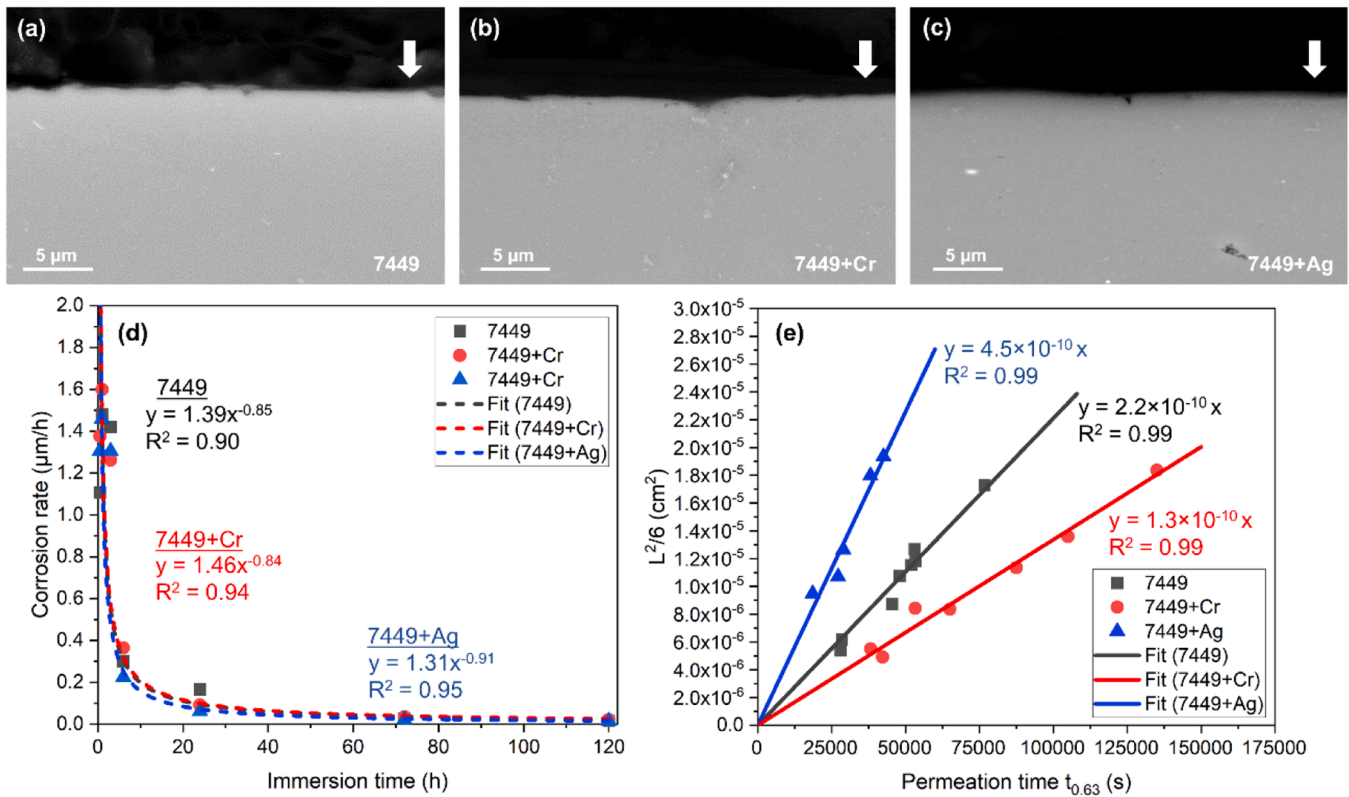 (a)
5 µm
7449
(b)
5 µm
7449+Cr
(c)
5 µm
7449+Ag
(d)
Corrosion rate (µm/h)
2.0
1.8
1.6
1.4
1.2
1.0
0.8
0.6
0.4
0.2
0.0
0
20
40
60
80
100
120
Immersion time (h)
7449
7449+Cr
7449+Cr
Fit (7449)
Fit (7449+Cr)
Fit (7449+Ag)
7449
y = 1.39x^-0.85
R² = 0.90
7449+Cr
y = 1.46x^-0.84
R² = 0.94
7449+Ag
y = 1.31x^-0.91
R² = 0.95
(e)
L²/6 (cm²)
3.0x10^-5
2.8x10^-5
2.6x10^-5
2.4x10^-5
2.2x10^-5
2.0x10^-5
1.8x10^-5
1.6x10^-5
1.4x10^-5
1.2x10^-5
1.0x10^-5
8.0x10^-6
6.0x10^-6
4.0x10^-6
2.0x10^-6
0.0
0
25000
50000
75000
100000
125000
150000
175000
Permeation time t0.63 (s)
y = 4.5×10^-10 x
R² = 0.99
y = 2.2×10^-10 x
R² = 0.99
y = 1.3×10^-10 x
R² = 0.99
7449
7449+Cr
7449+Ag
Fit (7449)
Fit (7449+Cr)
Fit (7449+Ag)